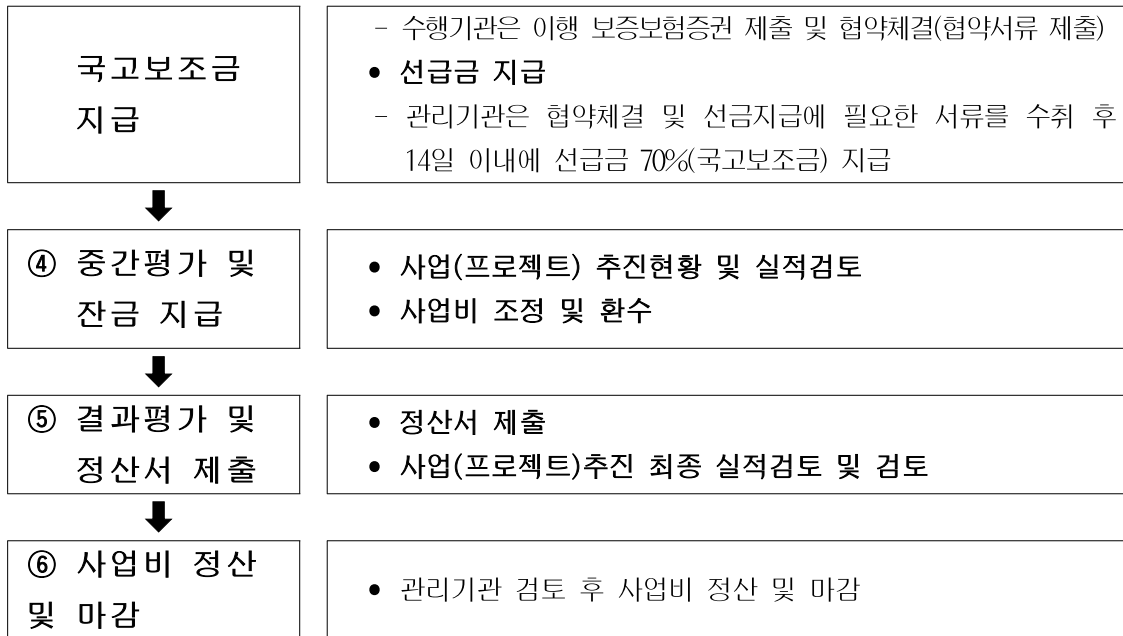 국고보조금
지급
- 수행기관은 이행 보증보험증권 제출 및 협약체결(협약서류 제출)
• 선급금 지급
- 관리기관은 협약체결 및 선금지급에 필요한 서류를 수취 후
14일 이내에 선급금 70%(국고보조금) 지급
④ 중간평가 및
잔금 지급
• 사업(프로젝트) 추진현황 및 실적검토
• 사업비 조정 및 환수
⑤ 결과평가 및
정산서 제출
• 정산서 제출
• 사업(프로젝트)추진 최종 실적검토 및 검토
⑥ 사업비 정산
및 마감
• 관리기관 검토 후 사업비 정산 및 마감